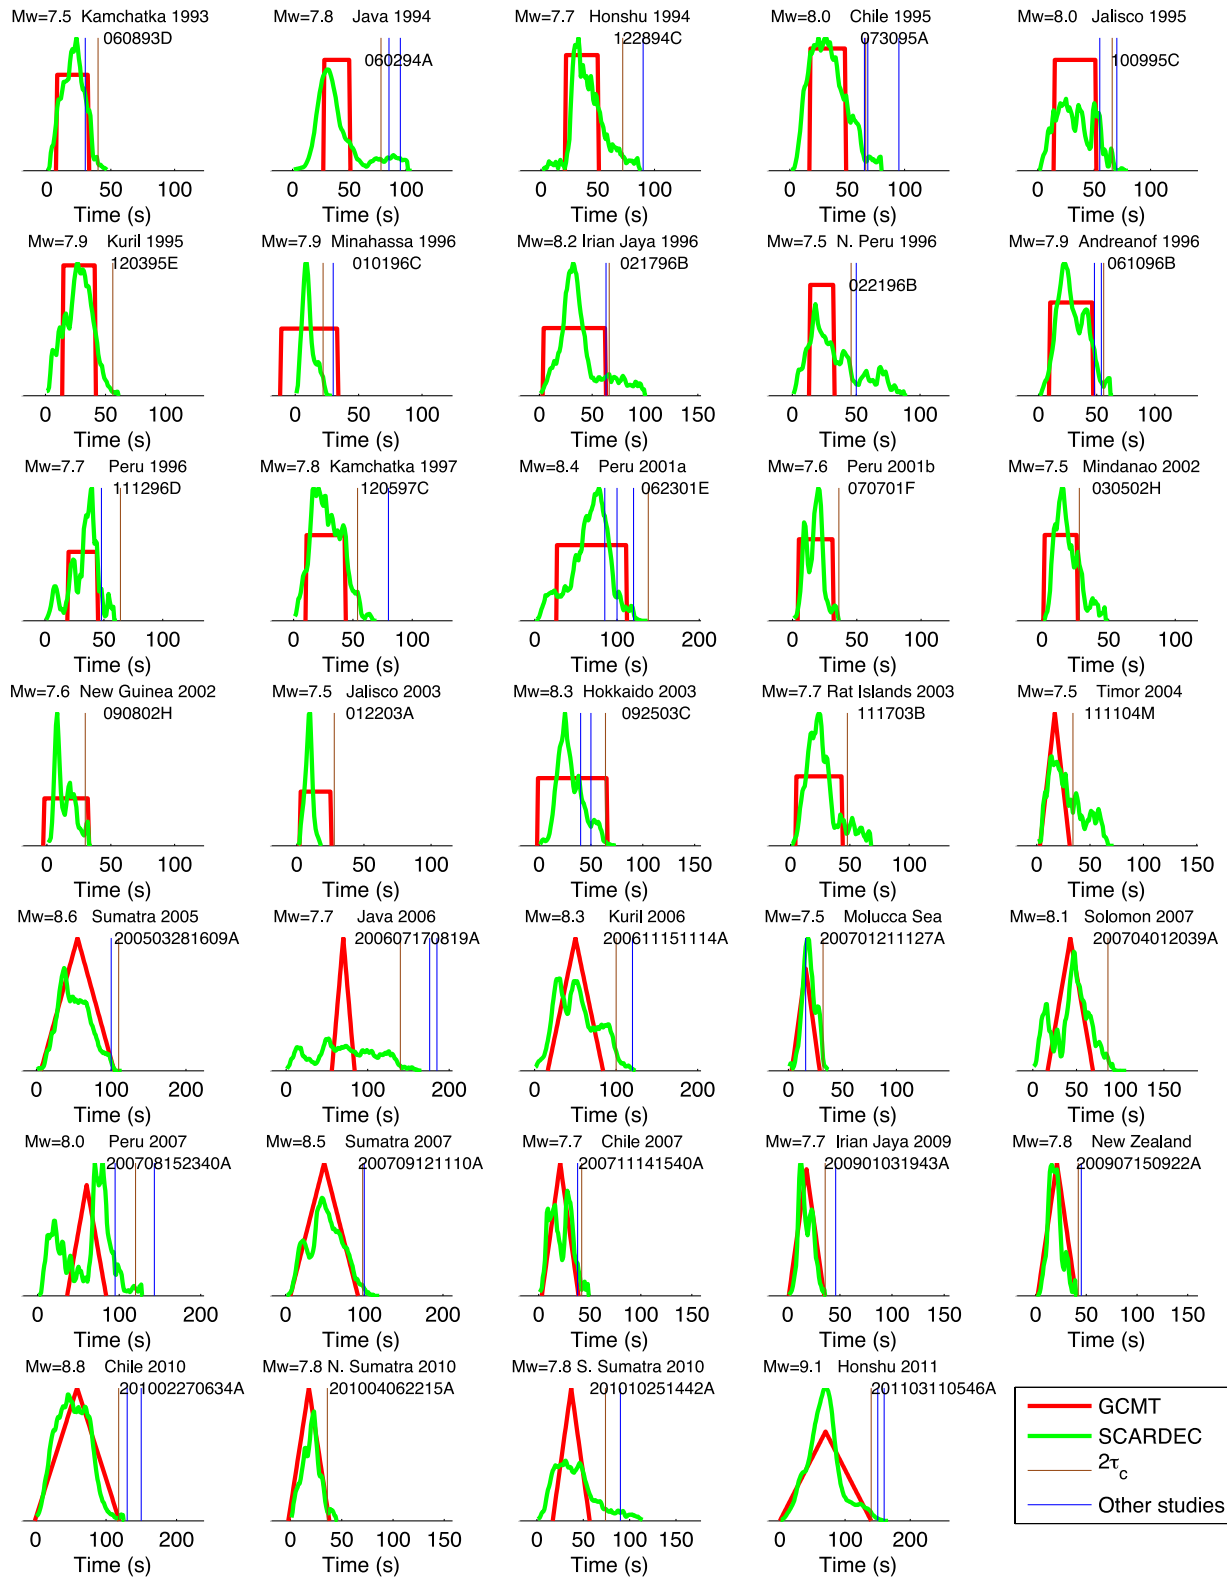 Mw=7.5 Kamchatka 1993
060893D
0 50 100
Time (s)
Mw=7.8 Java 1994
060294A
0 50 100
Time (s)
Mw=7.7 Honshu 1994
122894C
0 50 100
Time (s)
Mw=8.0 Chile 1995
073095A
0 50 100
Time (s)
Mw=8.0 Jalisco 1995
100995C
0 50 100
Time (s)
Mw=7.9 Kuril 1995
120395E
0 50 100
Time (s)
Mw=7.9 Minahassa 1996
010196C
0 50 100
Time (s)
Mw=8.2 Irian Jaya 1996
021796B
0 50 100 150
Time (s)
Mw=7.5 N. Peru 1996
022196B
0 50 100
Time (s)
Mw=7.9 Andreanof 1996
061096B
0 50 100
Time (s)
Mw=7.7 Peru 1996
111296D
0 50 100
Time (s)
Mw=7.8 Kamchatka 1997
120597C
0 50 100
Time (s)
Mw=8.4 Peru 2001a
062301E
0 100 200
Time (s)
Mw=7.6 Peru 2001b
070701F
0 50 100
Time (s)
Mw=7.5 Mindanao 2002
030502H
0 50 100
Time (s)
Mw=7.6 New Guinea 2002
090802H
0 50 100
Time (s)
Mw=7.5 Jalisco 2003
012203A
0 50 100
Time (s)
Mw=8.3 Hokkaido 2003
092503C
0 50 100 150
Time (s)
Mw=7.7 Rat Islands 2003
111703B
0 50 100
Time (s)
Mw=7.5 Timor 2004
111104M
0 50 100 150
Time (s)
Mw=8.6 Sumatra 2005
200503281609A
0 100 200
Time (s)
Mw=7.7 Java 2006
200607170819A
0 100 200
Time (s)
Mw=8.3 Kuril 2006
200611151114A
0 50 100 150
Time (s)
Mw=7.5 Molucca Sea
200701211127A
0 50 100 150
Time (s)
Mw=8.1 Solomon 2007
200704012039A
0 50 100 150
Time (s)
Mw=8.0 Peru 2007
200708152340A
0 100 200
Time (s)
Mw=8.5 Sumatra 2007
200709121110A
0 100 200
Time (s)
Mw=7.7 Chile 2007
200711141540A
0 50 100 150
Time (s)
Mw=7.7 Irian Jaya 2009
200901031943A
0 50 100 150
Time (s)
Mw=7.8 New Zealand
200907150922A
0 50 100 150
Time (s)
Mw=8.8 Chile 2010
201002270634A
0 100 200
Time (s)
Mw=7.8 N. Sumatra 2010
201004062215A
0 50 100 150
Time (s)
Mw=7.8 S. Sumatra 2010
201010251442A
0 50 100 150
Time (s)
Mw=9.1 Honshu 2011
201103110546A
0 100 200
Time (s)
GCMT
SCARDEC
2τc
Other studies